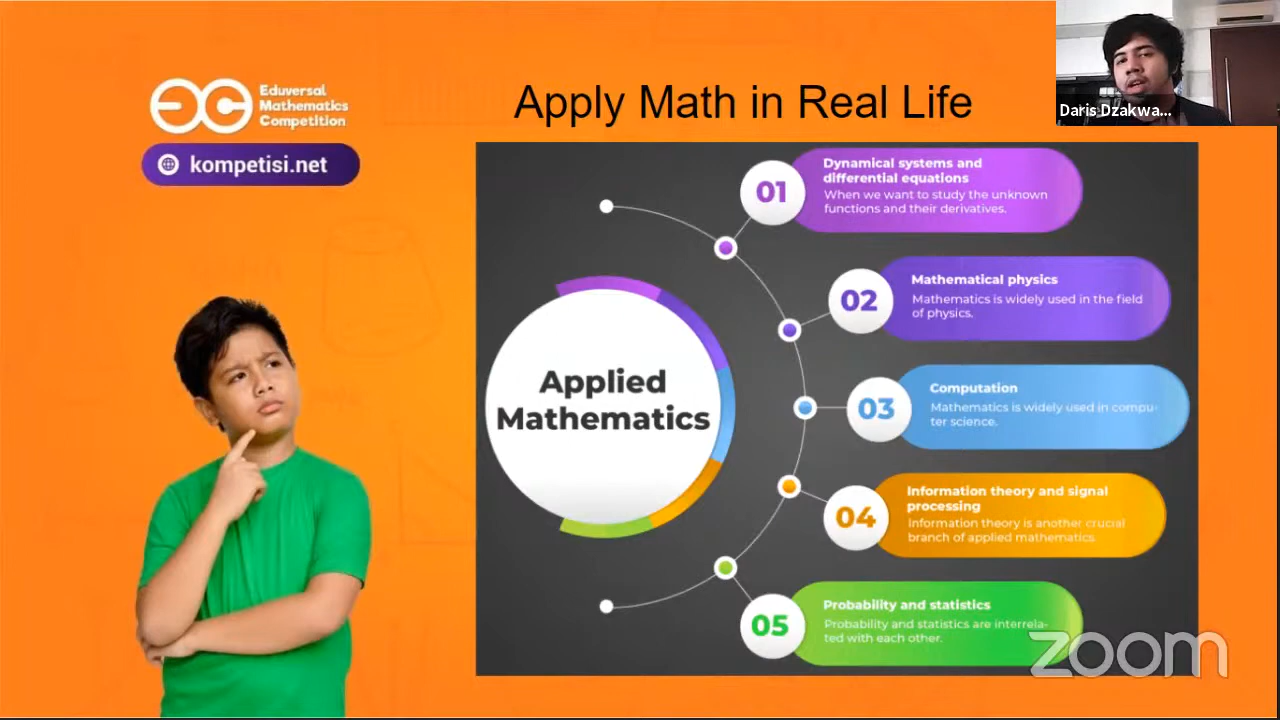 Eduversal
Mathematics
Competition
kompetisi.net
Apply Math in Real Life
Daris Dzakwa...
Applied
Mathematics
01
Dynamical systems and
differential equations
When we want to study the unknown
functions and their derivatives.
02
Mathematical physics
Mathematics is widely used in the field
of physics.
03
Computation
Mathematics is widely used in compu-
ter science.
04
Information theory and signal
processing
Information theory is another crucial
branch of applied mathematics.
05
Probability and statistics
Probability and statistics are interrela-
ted with each other.
zoom